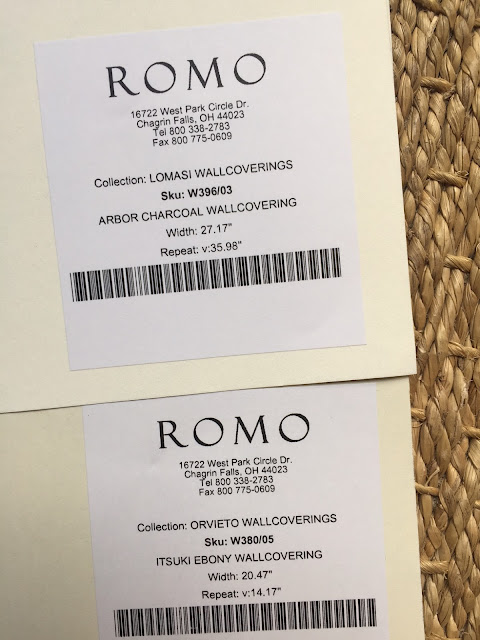 ROMO
16722 West Park Circle Dr.
Chagrin Falls, OH 44023
Tel 800 338-2783
Fax 800 775-0609
Collection: LOMASI WALLCOVERINGS
Sku: W396/03
ARBOR CHARCOAL WALLCOVERING
Width: 27.17"
Repeat: v:35.98"
ROMO
16722 West Park Circle Dr.
Chagrin Falls, OH 44023
Tel 800 338-2783
Fax 800 775-0609
Collection: ORVIETO WALLCOVERINGS
Sku: W380/05
ITSUKI EBONY WALLCOVERING
Width: 20.47"
Repeat: v:14.17"